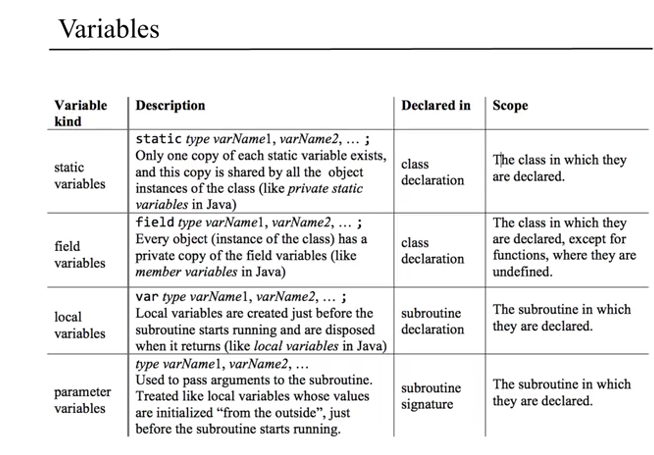 Variables
Variable kind | Description | Declared in | Scope
static variables | static type varName1, varName2, ... ; | class declaration | The class in which they are declared.
Only one copy of each static variable exists,
and this copy is shared by all the object
instances of the class (like private static
variables in Java)
field variables | field type varName1, varName2, ... ; | class declaration | The class in which they are declared, except for functions, where they are undefined.
Every object (instance of the class) has a
private copy of the field variables (like
member variables in Java)
local variables | var type varName1, varName2, ... ; | subroutine declaration | The subroutine in which they are declared.
Local variables are created just before the
subroutine starts running and are disposed
when it returns (like local variables in Java)
parameter variables | type varName1, varName2, ... | subroutine signature | The subroutine in which they are declared.
Used to pass arguments to the subroutine.
Treated like local variables whose values
are initialized “from the outside”, just
before the subroutine starts running.